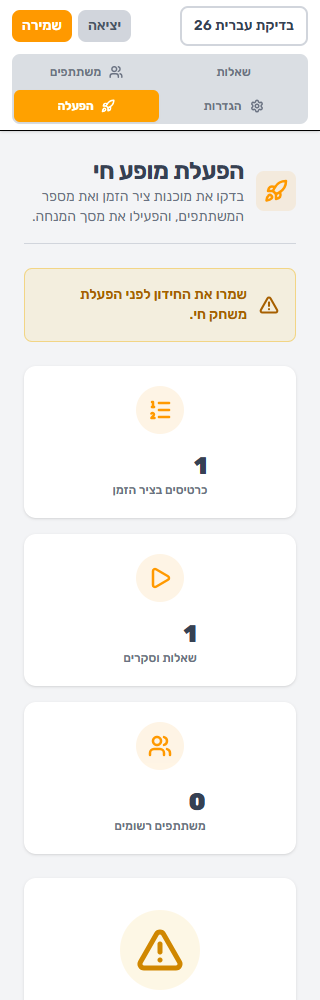 בדיקת עברית 26
יציאה
שמירה
שאלות
משתתפים
הגדרות
הפעלה
הפעלת מופע חי
בדקו את מוכנות ציר הזמן ואת מספר
המשתתפים, והפעילו את מסך המנחה.
שמרו את החידון לפני הפעלת
משחק חי.
1
כרטיסים בציר הזמן
1
שאלות וסקרים
0
משתתפים רשומים